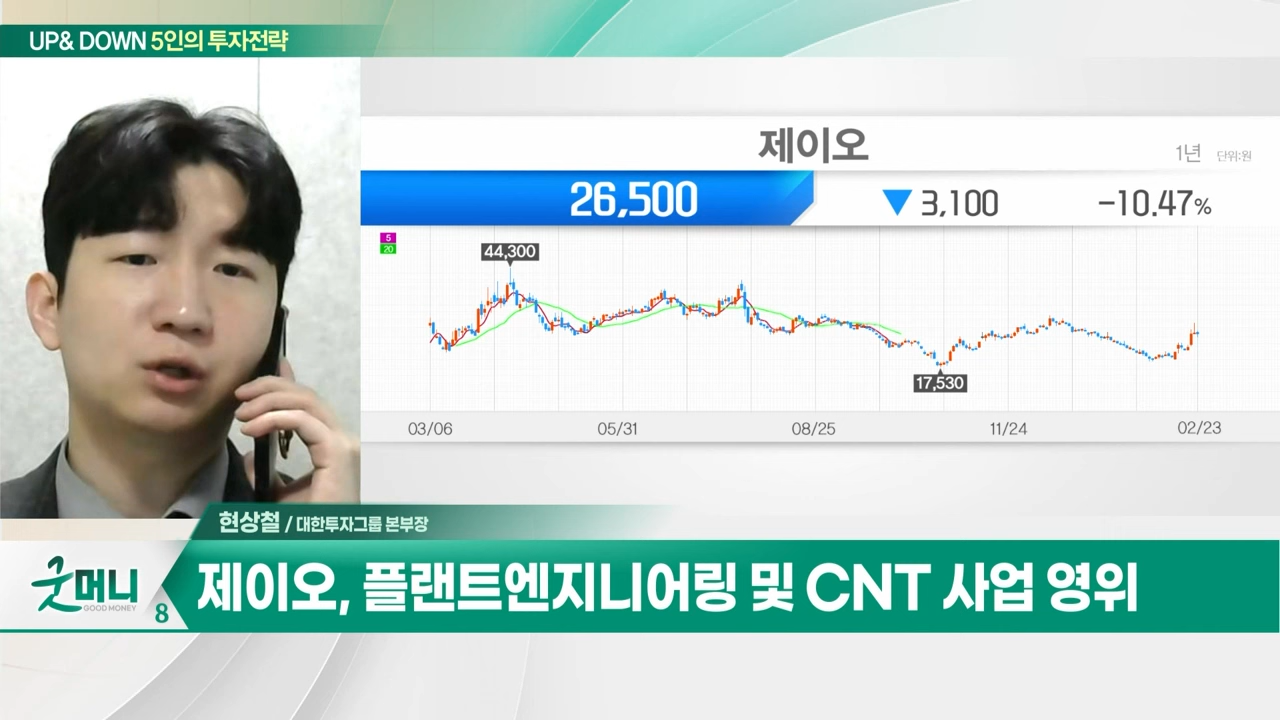 UP& DOWN 5인의 투자전략
제이오
1년 단위:원
26,500 ▼ 3,100 -10.47%
5
20
44,300
17,530
03/06 05/31 08/25 11/24 02/23
현상철 / 대한투자그룹 본부장
굿머니
GOOD MONEY
8
제이오, 플랜트엔지니어링 및 CNT 사업 영위